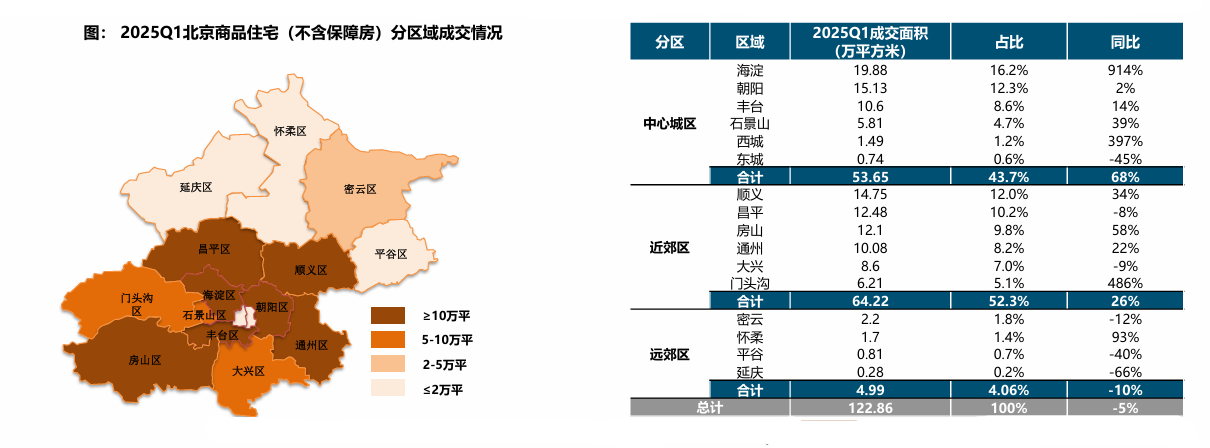 图： 2025Q1北京商品住宅（不含保障房）分区域成交情况
怀柔区
延庆区
密云区
昌平区
平谷区
顺义区
门头沟
区
海淀区
朝阳区
石景山区
丰台区
通州区
房山区
大兴区
≥10万平
5-10万平
2-5万平
≤2万平
分区 区域 2025Q1成交面积
（万平方米） 占比 同比
海淀 19.88 16.2% 914%
朝阳 15.13 12.3% 2%
丰台 10.6 8.6% 14%
中心城区 石景山 5.81 4.7% 39%
西城 1.49 1.2% 397%
东城 0.74 0.6% -45%
合计 53.65 43.7% 68%
顺义 14.75 12.0% 34%
昌平 12.48 10.2% -8%
房山 12.1 9.8% 58%
近郊区 通州 10.08 8.2% 22%
大兴 8.6 7.0% -9%
门头沟 6.21 5.1% 486%
合计 64.22 52.3% 26%
密云 2.2 1.8% -12%
怀柔 1.7 1.4% 93%
远郊区 平谷 0.81 0.7% -40%
延庆 0.28 0.2% -66%
合计 4.99 4.06% -10%
总计 122.86 100% -5%